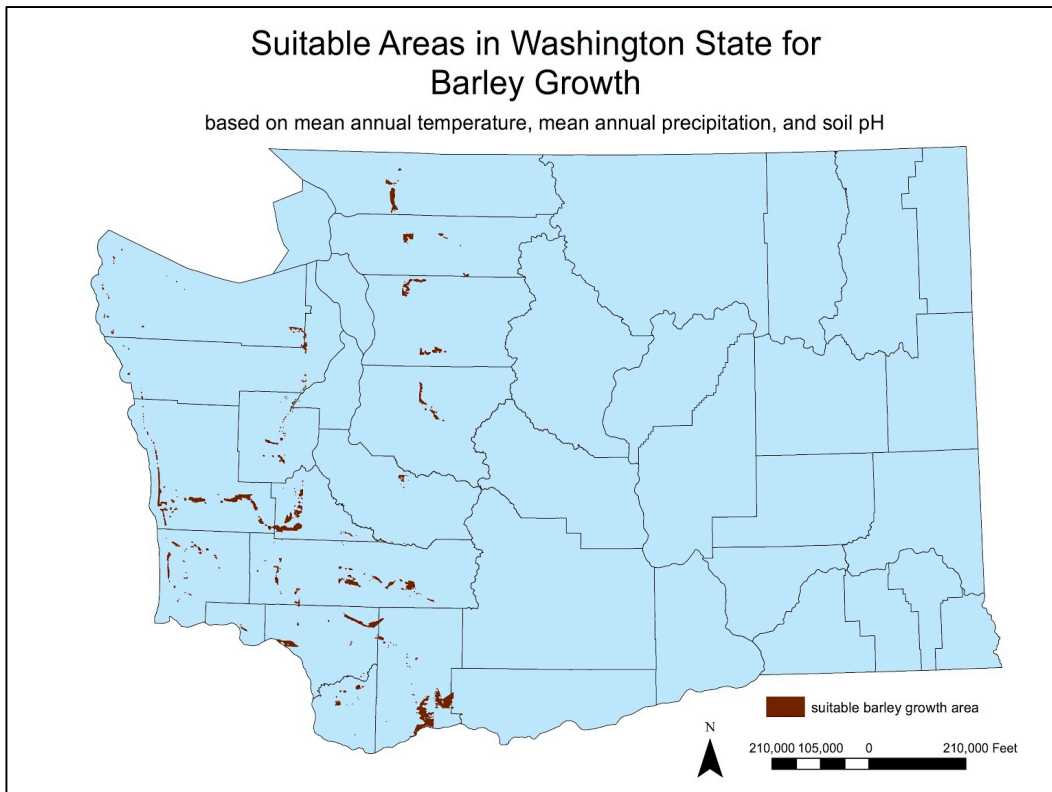 Suitable Areas in Washington State for
Barley Growth
based on mean annual temperature, mean annual precipitation, and soil pH
suitable barley growth area
N
210,000 105,000 0 210,000 Feet